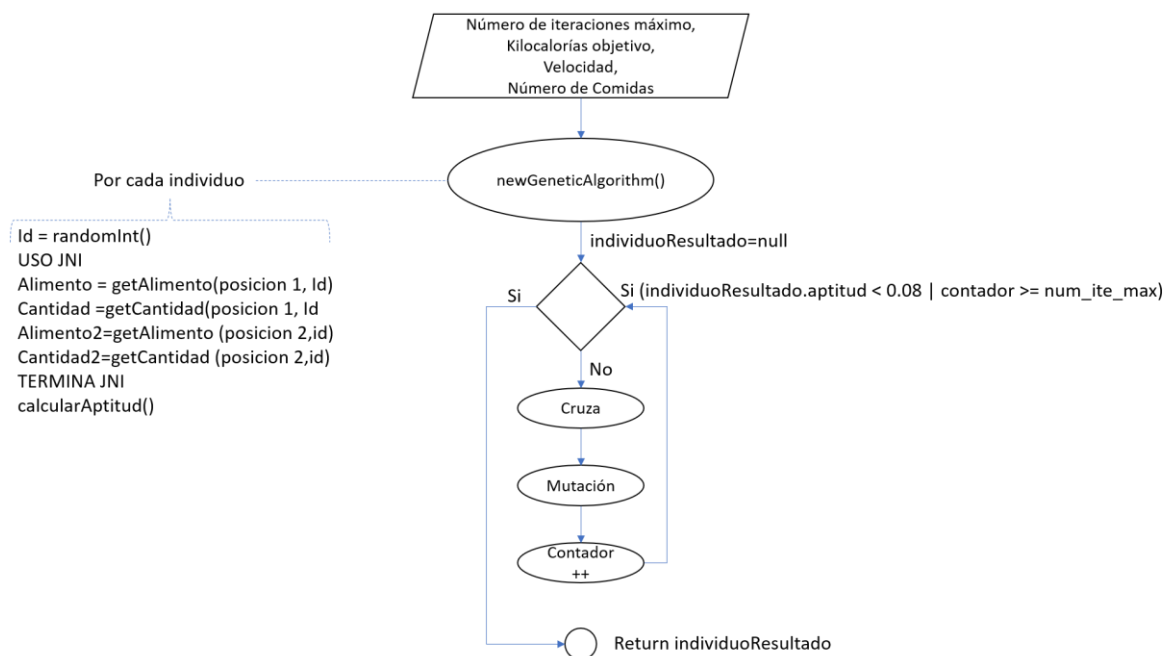 Número de iteraciones máximo,
Kilocalorías objetivo,
Velocidad,
Número de Comidas
newGeneticAlgorithm()
Por cada individuo
Id = randomInt()
USO JNI
Alimento = getAlimento(posicion 1, Id)
Cantidad =getCantidad(posicion 1, Id
Alimento2=getAlimento (posicion 2,id)
Cantidad2=getCantidad (posicion 2,id)
TERMINA JNI
calcularAptitud()
individuoResultado=null
Si
Si (individuoResultado.aptitud < 0.08 | contador >= num_ite_max)
No
Cruza
Mutación
Contador
++
Return individuoResultado